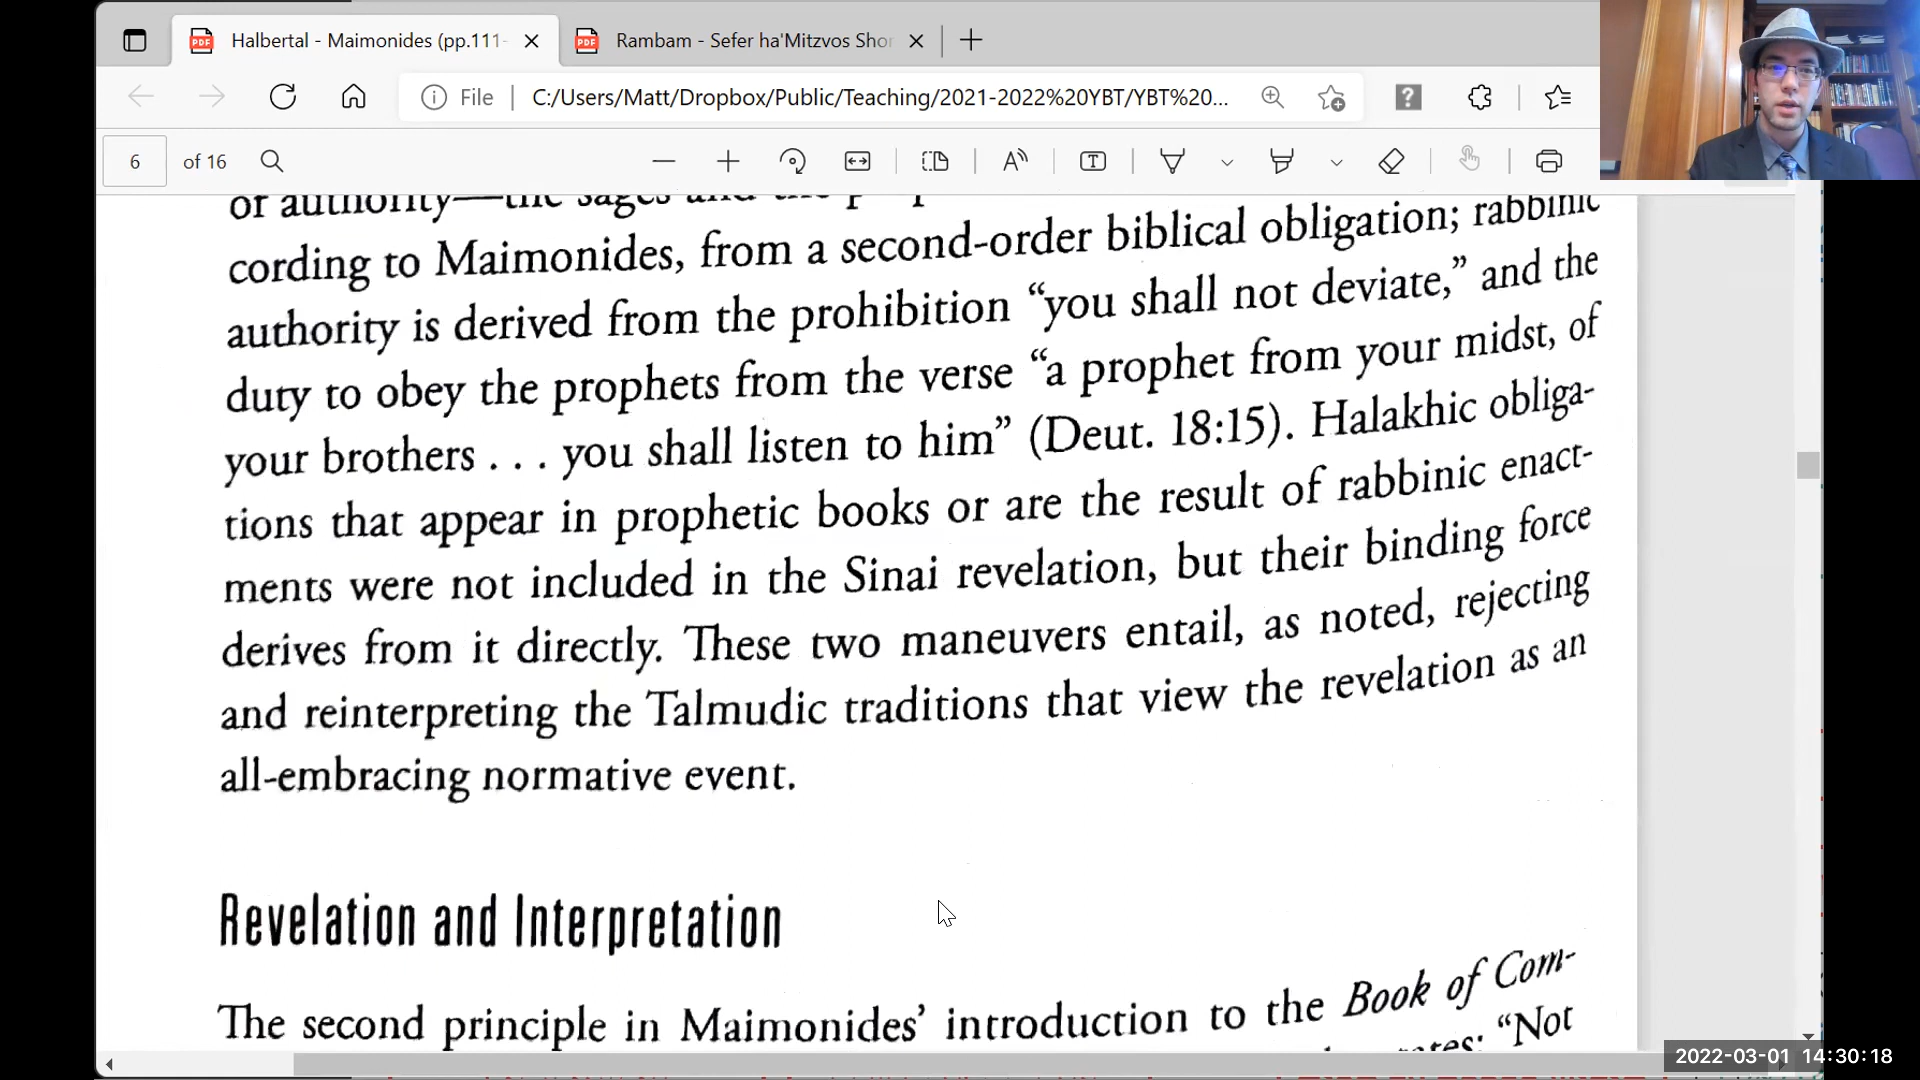 Halbertal - Maimonides (pp.111-
Rambam - Sefer ha'Mitzvos Shor
File
C:/Users/Matt/Dropbox/Public/Teaching/2021-2022%20YBT/YBT%20...
6 of 16
of authority—the sages and the
cording to Maimonides, from a second-order biblical obligation; rabbinic
authority is derived from the prohibition “you shall not deviate,” and the
duty to obey the prophets from the verse “a prophet from your midst, of
your brothers . . . you shall listen to him” (Deut. 18:15). Halakhic obliga-
tions that appear in prophetic books or are the result of rabbinic enact-
ments were not included in the Sinai revelation, but their binding force
derives from it directly. These two maneuvers entail, as noted, rejecting
and reinterpreting the Talmudic traditions that view the revelation as an
all-embracing normative event.
Revelation and Interpretation
The second principle in Maimonides’ introduction to the Book of Com-
“Not
2022-03-01 14:30:18